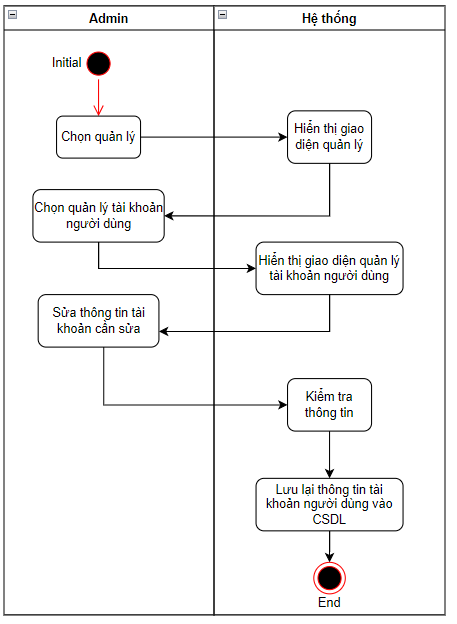 Admin
Hệ thống
Initial
Chọn quản lý
Hiển thị giao
diện quản lý
Chọn quản lý tài khoản
người dùng
Hiển thị giao diện quản lý
tài khoản người dùng
Sửa thông tin tài
khoản cần sửa
Kiểm tra
thông tin
Lưu lại thông tin tài
khoản người dùng vào
CSDL
End